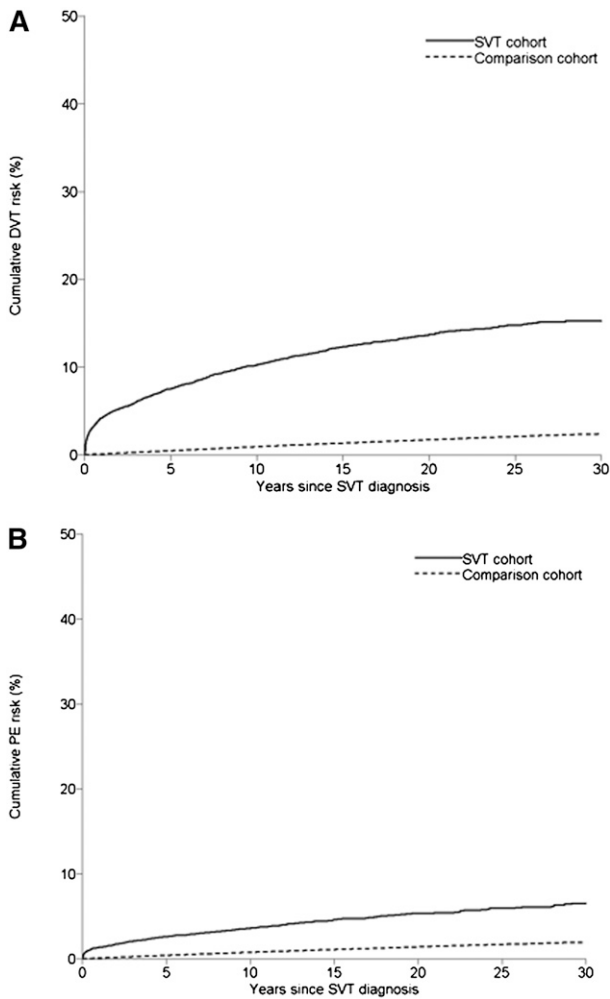 A
50
40
30
20
10
0
Cumulative DVT risk (%)
SVT cohort
Comparison cohort
0 5 10 15 20 25 30
Years since SVT diagnosis
B
50
40
30
20
10
0
Cumulative PE risk (%)
SVT cohort
Comparison cohort
0 5 10 15 20 25 30
Years since SVT diagnosis